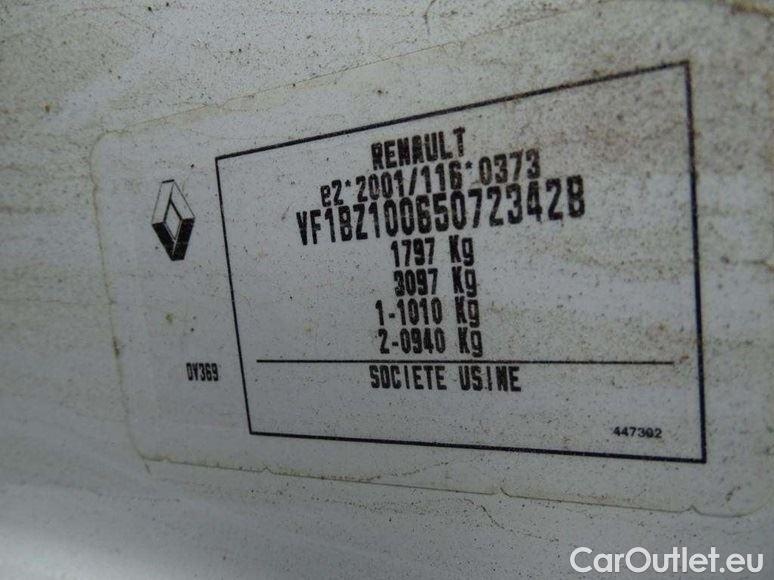 RENAULT
e2*2001/116*0373
VF1BZ100650723428
1797 Kg
3097 Kg
1-1010 Kg
2-0940 Kg
DV369
SOCIETE USINE
447302
CarOutlet.eu